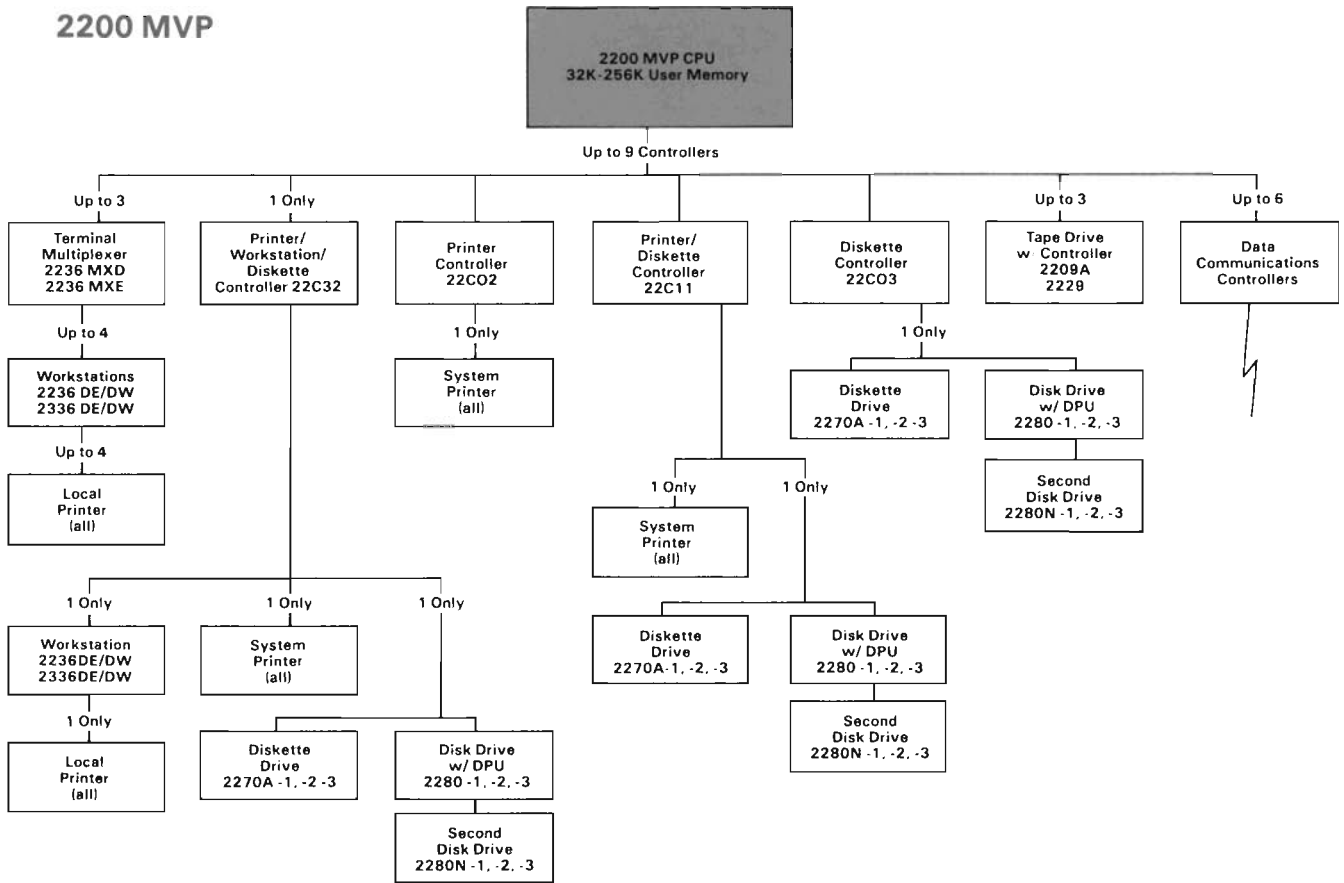 2200 MVP
2200 MVP CPU
32K-256K User Memory
Up to 9 Controllers
Up to 3
Terminal
Multiplexer
2236 MXD
2236 MXE
Up to 4
Workstations
2236 DE/DW
2336 DE/DW
Up to 4
Local
Printer
(all)
1 Only
Printer/
Workstation/
Diskette
Controller 22C32
1 Only
Workstation
2236DE/DW
2336DE/DW
1 Only
Local
Printer
(all)
1 Only
System
Printer
(all)
1 Only
Diskette
Drive
2270A -1, -2 -3
Disk Drive
w/ DPU
2280 -1, -2, -3
Second
Disk Drive
2280N -1, -2, -3
Printer
Controller
22CO2
1 Only
System
Printer
(all)
Printer/
Diskette
Controller
22C11
1 Only
System
Printer
(all)
1 Only
Diskette
Drive
2270A-1, -2, -3
Disk Drive
w/ DPU
2280 -1, -2, -3
Second
Disk Drive
2280N -1, -2, -3
Diskette
Controller
22CO3
1 Only
Diskette
Drive
2270A -1, -2 -3
Disk Drive
w/ DPU
2280 -1, -2, -3
Second
Disk Drive
2280N -1, -2, -3
Up to 3
Tape Drive
w Controller
2209A
2229
Up to 6
Data
Communications
Controllers